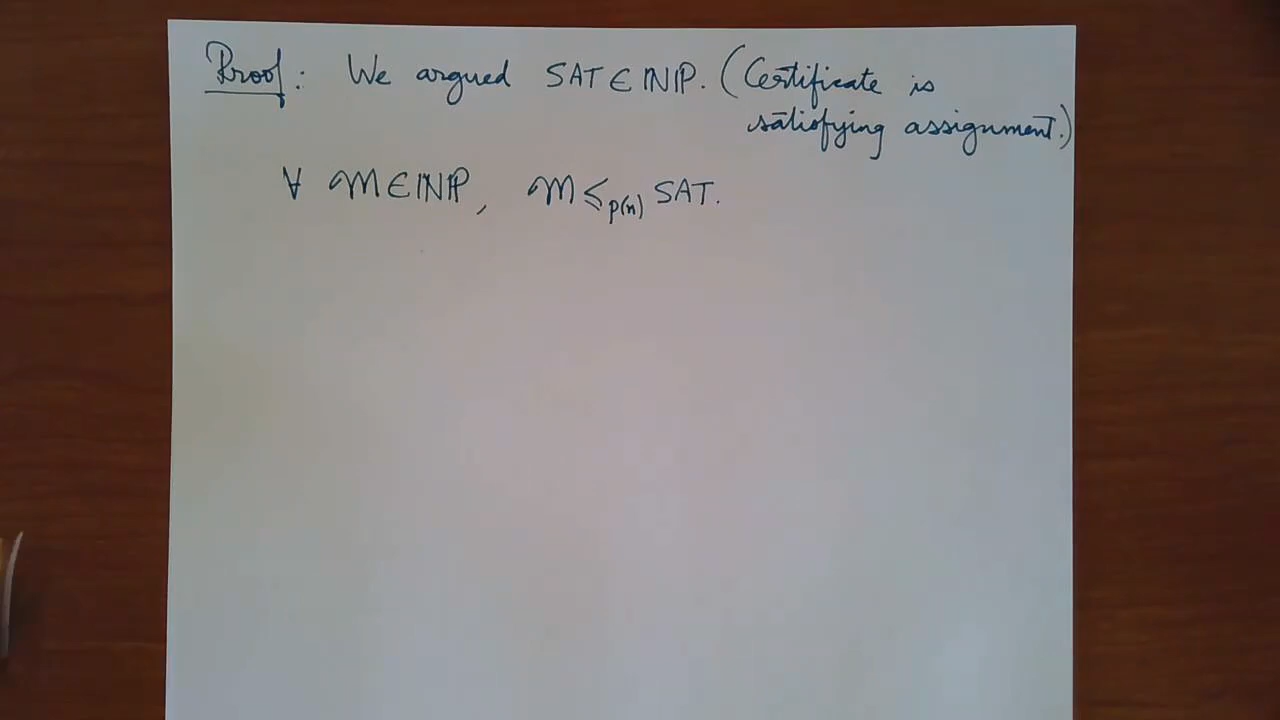 Proof: We argued SAT ∈ NP. (Certificate is
satisfying assignment.)
∀ M ∈ NP, M ≤p(n) SAT.